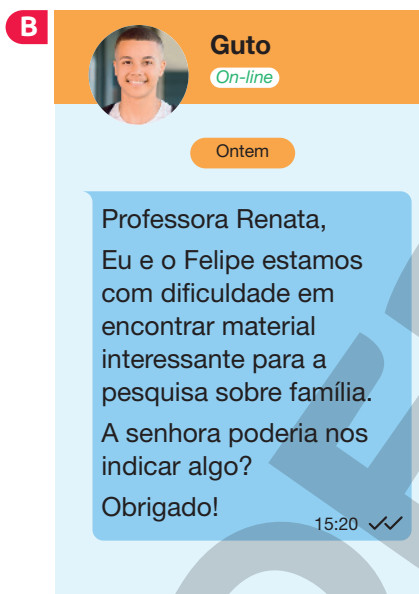 B
Guto
On-line
Ontem
Professora Renata,
Eu e o Felipe estamos
com dificuldade em
encontrar material
interessante para a
pesquisa sobre família.
A senhora poderia nos
indicar algo?
Obrigado!
15:20